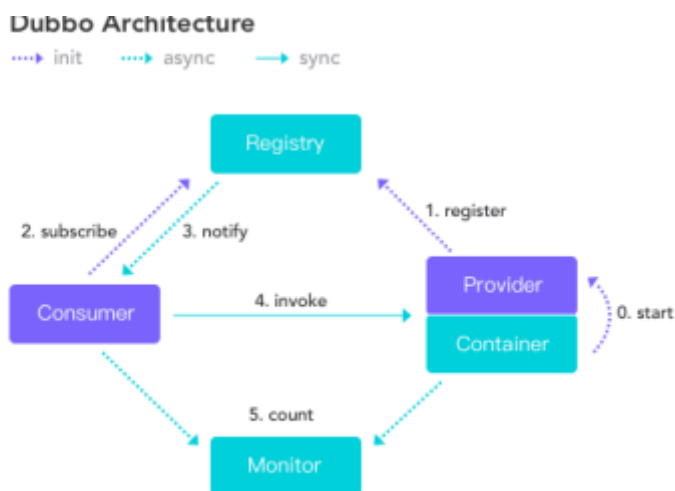 Dubbo Architecture
init async sync
Registry
1. register
2. subscribe 3. notify
Provider
Consumer 4. invoke 0. start
Container
5. count
Monitor